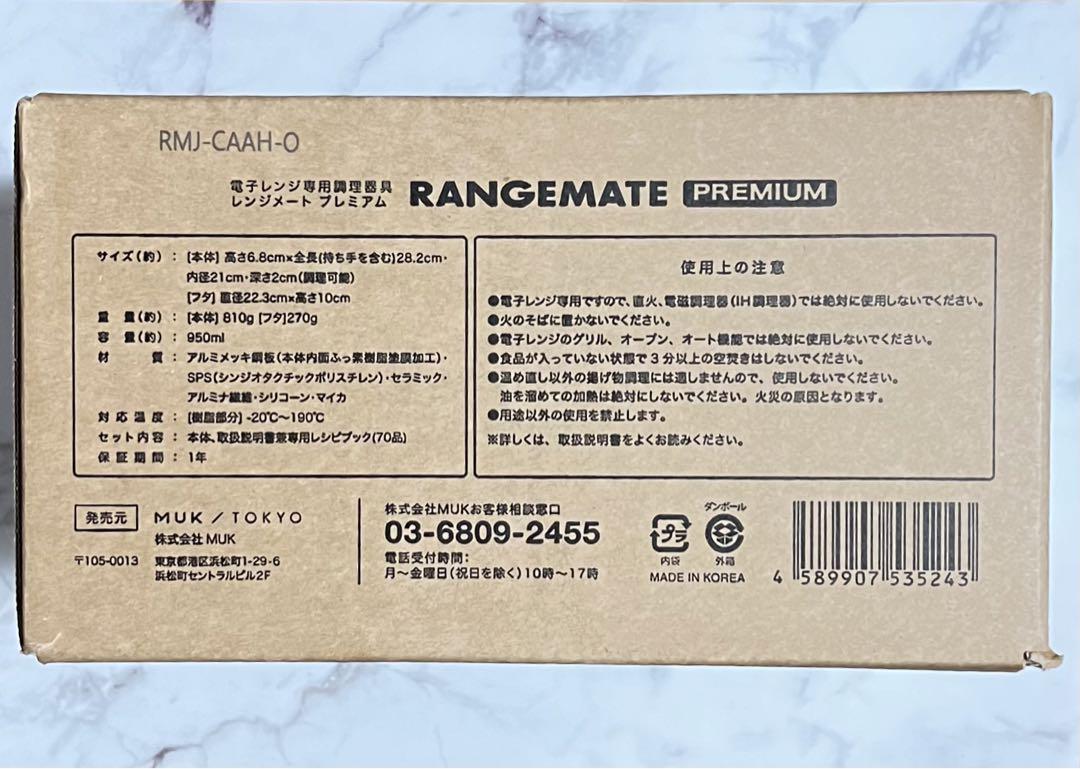 RMJ-CAAH-O
電子レンジ専用調理器具
レンジメート プレミアム
RANGEMATE PREMIUM
サイズ(約) : [本体] 高さ6.8cm×全長(持ち手を含む)28.2cm・
内径21cm・深さ2cm(調理可能)
[フタ] 直径22.3cm×高さ10cm
重 量(約) : [本体] 810g [フタ]270g
容 量(約) : 950ml
材 質 : アルミメッキ鋼板(本体内面ふっ素樹脂塗膜加工)・
SPS(シンジオタクチックポリスチレン)・セラミック・
アルミナ繊維・シリコーン・マイカ
対応温度 : [樹脂部分] -20℃〜190℃
セット内容 : 本体、取扱説明書兼専用レシピブック(70品)
保証期間 : 1年
使用上の注意
●電子レンジ専用ですので、直火、電磁調理器(IH調理器)では絶対に使用しないでください。
●火のそばに置かないでください。
●電子レンジのグリル、オーブン、オート機能では絶対に使用しないでください。
●食品が入っていない状態で3分以上の空焚きはしないでください。
●温め直し以外の揚げ物調理には適しませんので、使用しないでください。
油を溜めての加熱は絶対にしないでください。火災の原因となります。
●用途以外の使用を禁止します。
※詳しくは、取扱説明書をよくお読みください。
発売元 MUK / TOKYO
株式会社 MUK
〒105-0013 東京都港区浜松町1-29-6
浜松町セントラルビル2F
株式会社MUKお客様相談窓口
03-6809-2455
電話受付時間:
月〜金曜日(祝日を除く)10時〜17時
プラ
内袋
ダンボール
外箱
MADE IN KOREA
4 589907 535243